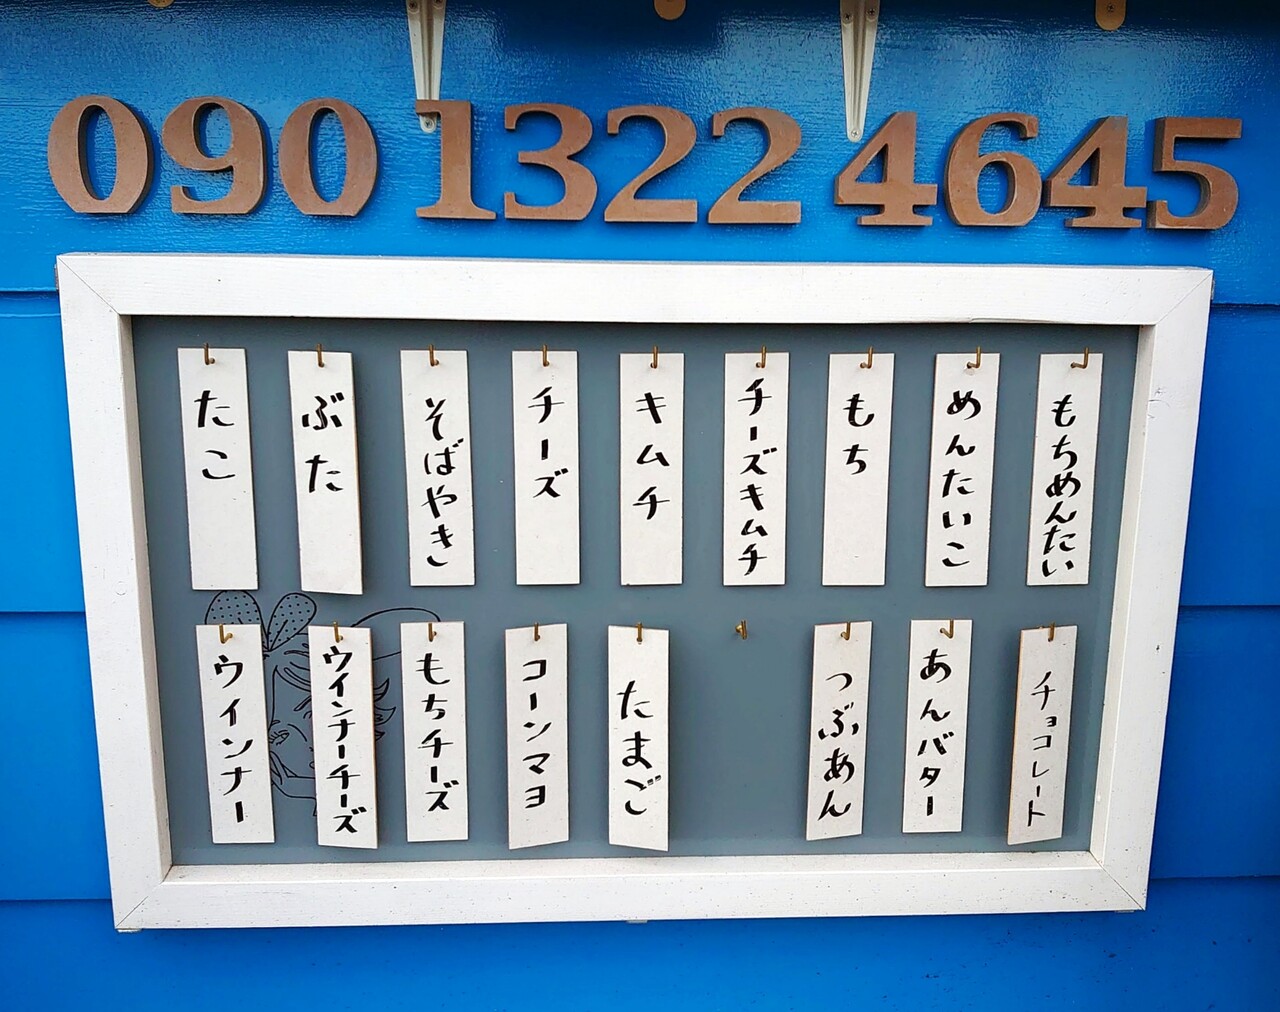 090 1322 4645
たこ
ぶた
そばやき
チーズ
キムチ
チーズキムチ
もち
めんたいこ
もちめんたい
ウインナー
ウインナーチーズ
もちチーズ
コーンマヨ
たまご
つぶあん
あんバター
チョコレート